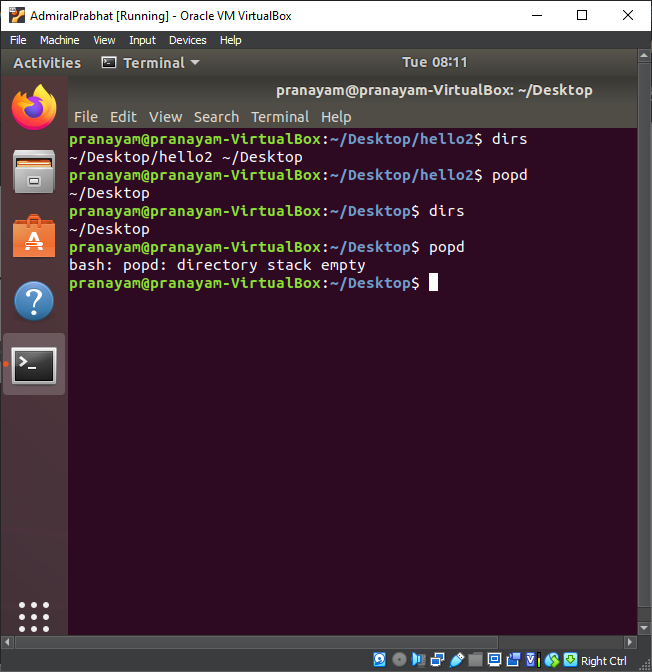 AdmiralPrabhat [Running] - Oracle VM VirtualBox
File Machine View Input Devices Help
Activities Terminal Tue 08:11
pranayam@pranayam-VirtualBox: ~/Desktop
File Edit View Search Terminal Help
pranayam@pranayam-VirtualBox:~/Desktop/hello2$ dirs
~/Desktop/hello2 ~/Desktop
pranayam@pranayam-VirtualBox:~/Desktop/hello2$ popd
~/Desktop
pranayam@pranayam-VirtualBox:~/Desktop$ dirs
~/Desktop
pranayam@pranayam-VirtualBox:~/Desktop$ popd
bash: popd: directory stack empty
pranayam@pranayam-VirtualBox:~/Desktop$
Right Ctrl